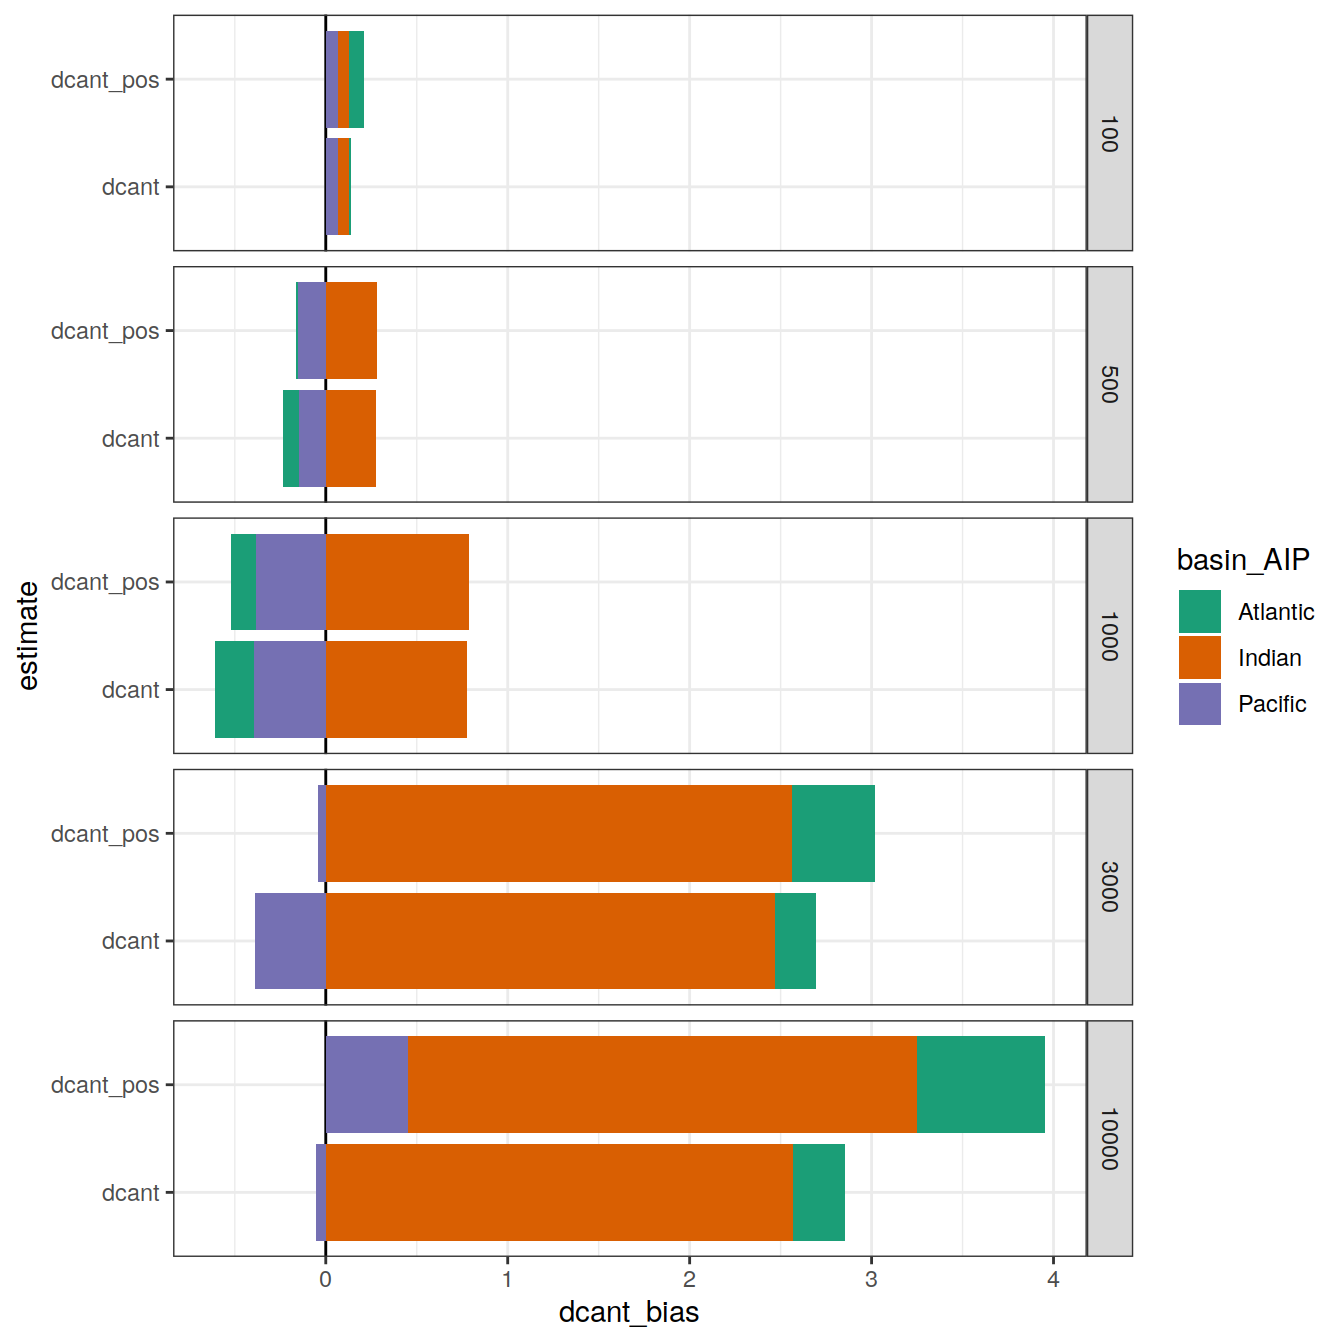 dcant_pos
dcant
100
dcant_pos
dcant
500
dcant_pos
dcant
1000
dcant_pos
dcant
3000
dcant_pos
dcant
10000
estimate
0 1 2 3 4
dcant_bias
basin_AIP
Atlantic
Indian
Pacific